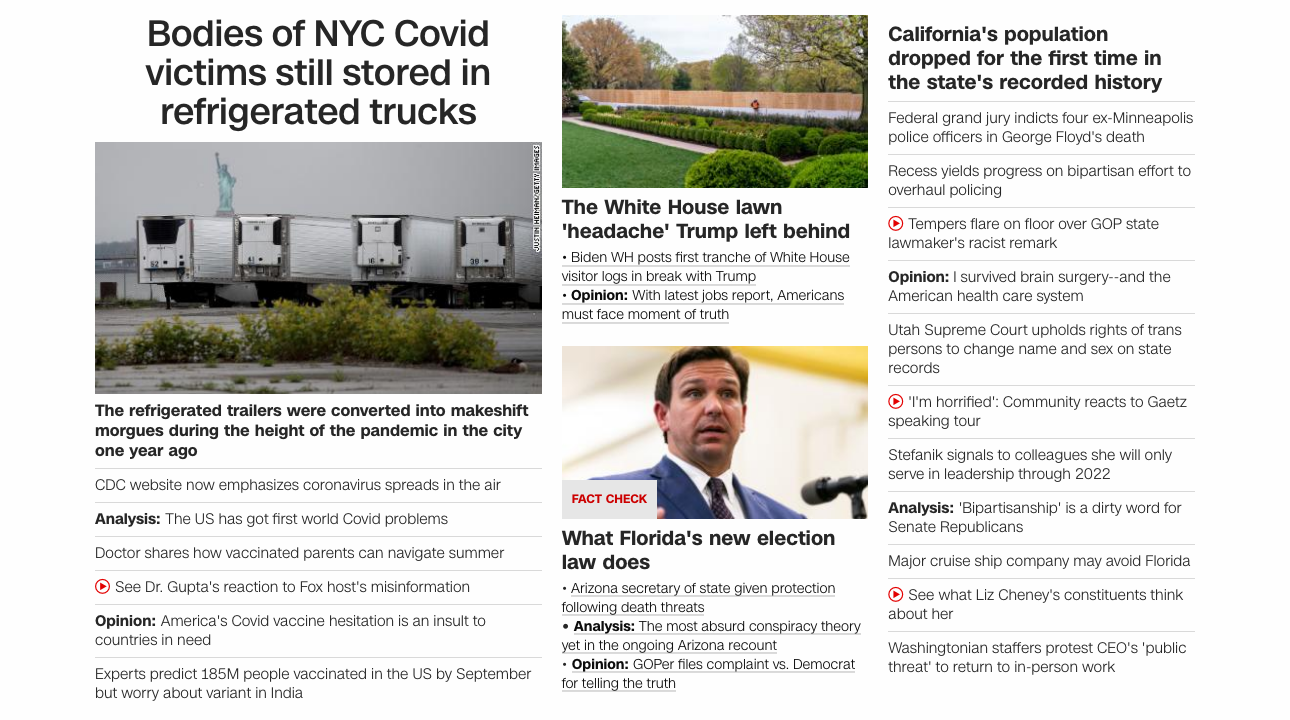 Bodies of NYC Covid
victims still stored in
refrigerated trucks
JUSTIN HEIMAN/GETTY IMAGES
The refrigerated trailers were converted into makeshift
morgues during the height of the pandemic in the city
one year ago
CDC website now emphasizes coronavirus spreads in the air
Analysis: The US has got first world Covid problems
Doctor shares how vaccinated parents can navigate summer
See Dr. Gupta's reaction to Fox host's misinformation
Opinion: America's Covid vaccine hesitation is an insult to
countries in need
Experts predict 185M people vaccinated in the US by September
but worry about variant in India
The White House lawn
'headache' Trump left behind
• Biden WH posts first tranche of White House
visitor logs in break with Trump
• Opinion: With latest jobs report, Americans
must face moment of truth
FACT CHECK
What Florida's new election
law does
• Arizona secretary of state given protection
following death threats
• Analysis: The most absurd conspiracy theory
yet in the ongoing Arizona recount
• Opinion: GOPer files complaint vs. Democrat
for telling the truth
California's population
dropped for the first time in
the state's recorded history
Federal grand jury indicts four ex-Minneapolis
police officers in George Floyd's death
Recess yields progress on bipartisan effort to
overhaul policing
Tempers flare on floor over GOP state
lawmaker's racist remark
Opinion: I survived brain surgery--and the
American health care system
Utah Supreme Court upholds rights of trans
persons to change name and sex on state
records
'I'm horrified': Community reacts to Gaetz
speaking tour
Stefanik signals to colleagues she will only
serve in leadership through 2022
Analysis: 'Bipartisanship' is a dirty word for
Senate Republicans
Major cruise ship company may avoid Florida
See what Liz Cheney's constituents think
about her
Washingtonian staffers protest CEO's 'public
threat' to return to in-person work